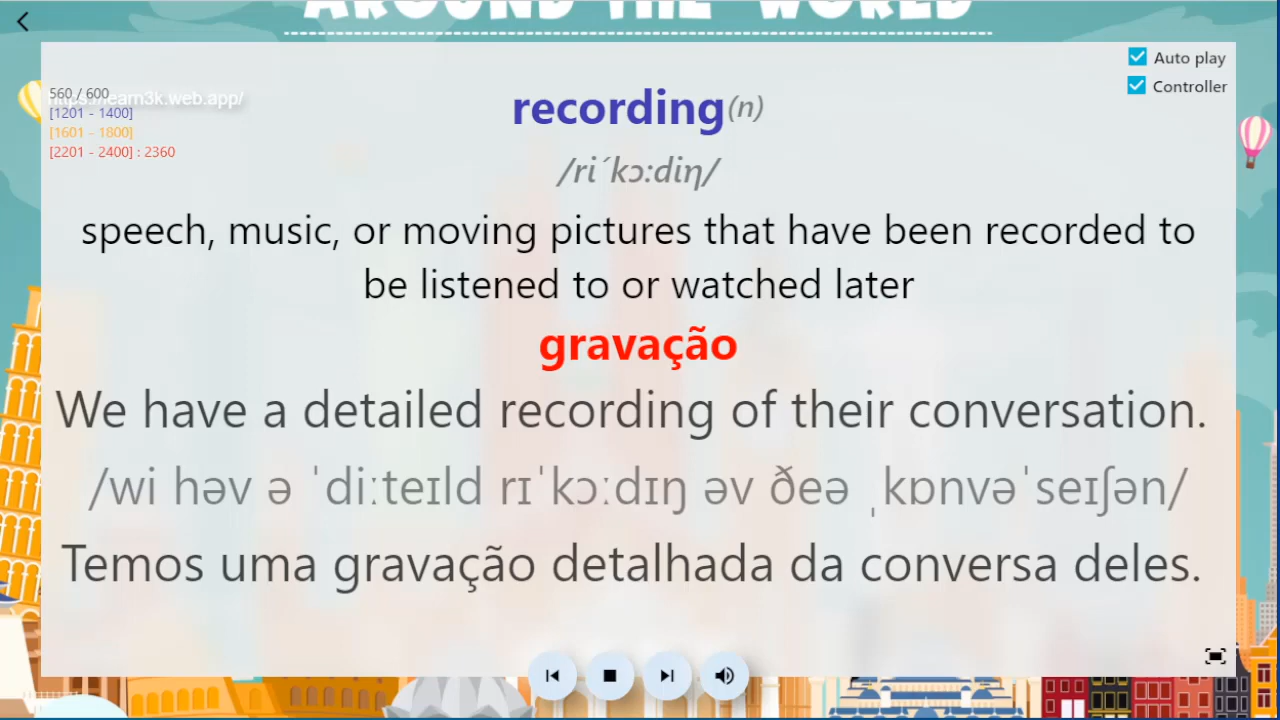 AROUND THE WORLD
Auto play
Controller
560 / 600
https://learn3k.web.app/
[1201 - 1400]
[1601 - 1800]
[2201 - 2400] : 2360
recording(n)
/ri´kɔ:diη/
speech, music, or moving pictures that have been recorded to
be listened to or watched later
gravação
We have a detailed recording of their conversation.
/wi həv ə ˈdiːteɪld rɪˈkɔːdɪŋ əv ðeə ˌkɒnvəˈseɪʃən/
Temos uma gravação detalhada da conversa deles.